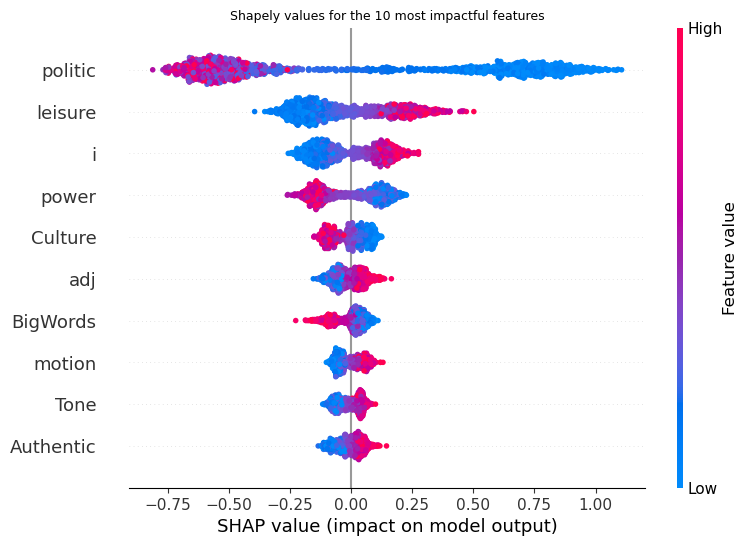 Shapely values for the 10 most impactful features
High
politic
leisure
i
power
Culture
adj
BigWords
motion
Tone
Authentic
Feature value
Low
−0.75 −0.50 −0.25 0.00 0.25 0.50 0.75 1.00
SHAP value (impact on model output)